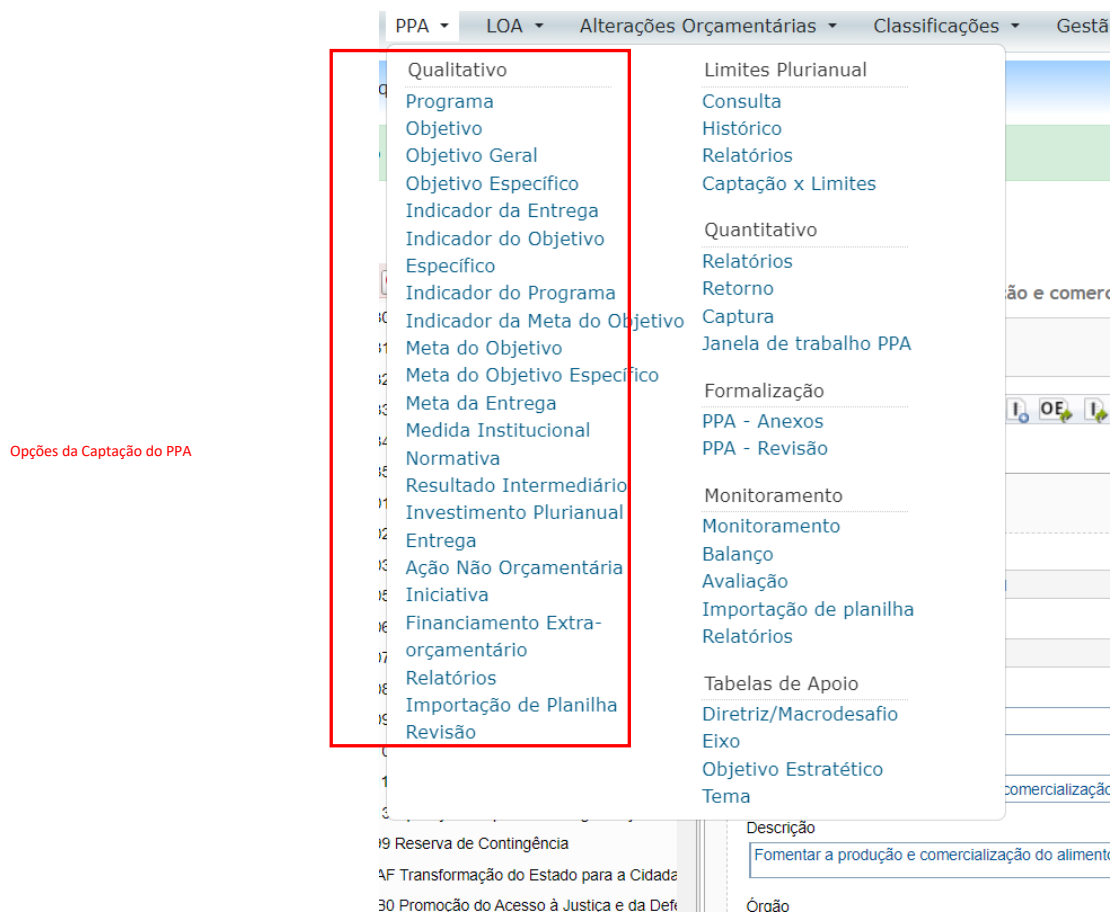 PPA LOA Alterações Orçamentárias Classificações
Qualitativo
Programa
Objetivo
Objetivo Geral
Objetivo Específico
Indicador da Entrega
Indicador do Objetivo
Específico
Indicador do Programa
Indicador da Meta do Objetivo
Meta do Objetivo
Meta do Objetivo Específico
Meta da Entrega
Medida Institucional
Normativa
Resultado Intermediário
Investimento Plurianual
Entrega
Ação Não Orçamentária
Iniciativa
Financiamento Extra-
orçamentário
Relatórios
Importação de Planilha
Revisão
Limites Plurianual
Consulta
Histórico
Relatórios
Captação x Limites
Quantitativo
Relatórios
Retorno
Captura
Janela de trabalho PPA
Formalização
PPA - Anexos
PPA - Revisão
Monitoramento
Monitoramento
Balanço
Avaliação
Importação de planilha
Relatórios
Tabelas de Apoio
Diretriz/Macrodesafio
Eixo
Objetivo Estratético
Tema
Opções da Captação do PPA
ão e comerc
OE
comercialização
99 Reserva de Contingência
AF Transformação do Estado para a Cidada
30 Promoção do Acesso à Justiça e da Defe
Descrição
Fomentar a produção e comercialização do alimento
Órgão